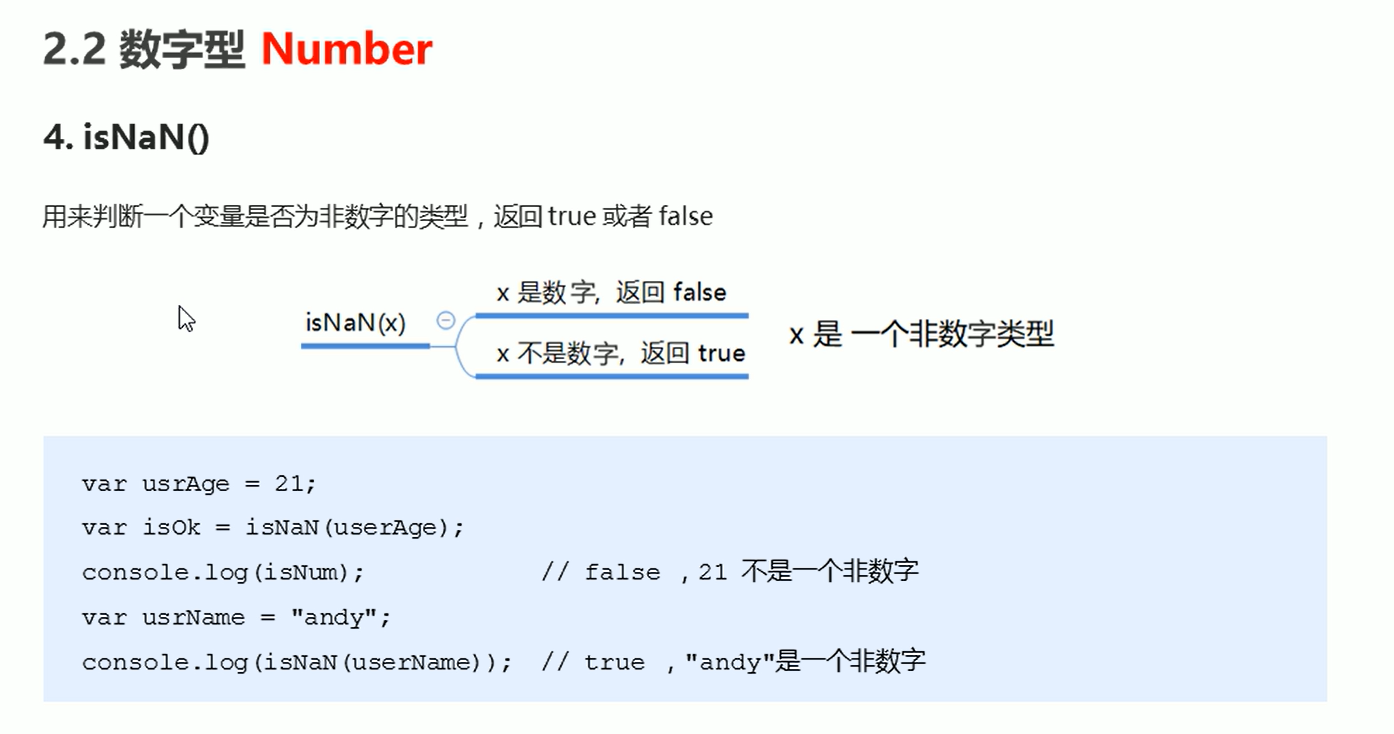 2.2 数字型 Number
4. isNaN()
用来判断一个变量是否为非数字的类型，返回 true 或者 false
x 是数字, 返回 false
isNaN(x)
x 不是数字, 返回 true
x 是 一个非数字类型
var usrAge = 21;
var isOk = isNaN(userAge);
console.log(isNum); // false ，21 不是一个非数字
var usrName = "andy";
console.log(isNaN(userName)); // true ，"andy"是一个非数字